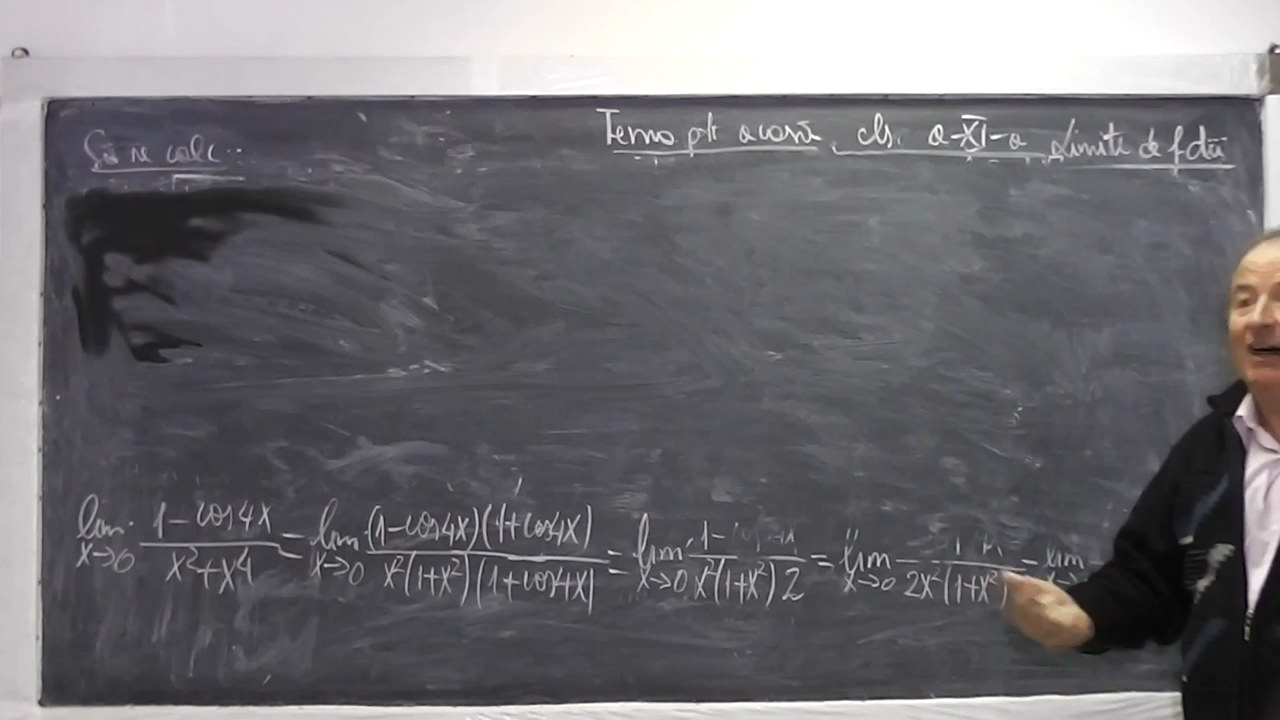 Temă pt acasă, cls. a-XI-a Limite de fcții
Să se calc:
lim x→0 (1-cos4x)/(x²+x⁴) = lim x→0 (1-cos4x)(1+cos4x)/(x²(1+x²)(1+cos4x)) = lim x→0 /(x²(1+x²)2) = lim x→0 /(2x²(1+x²)) = lim